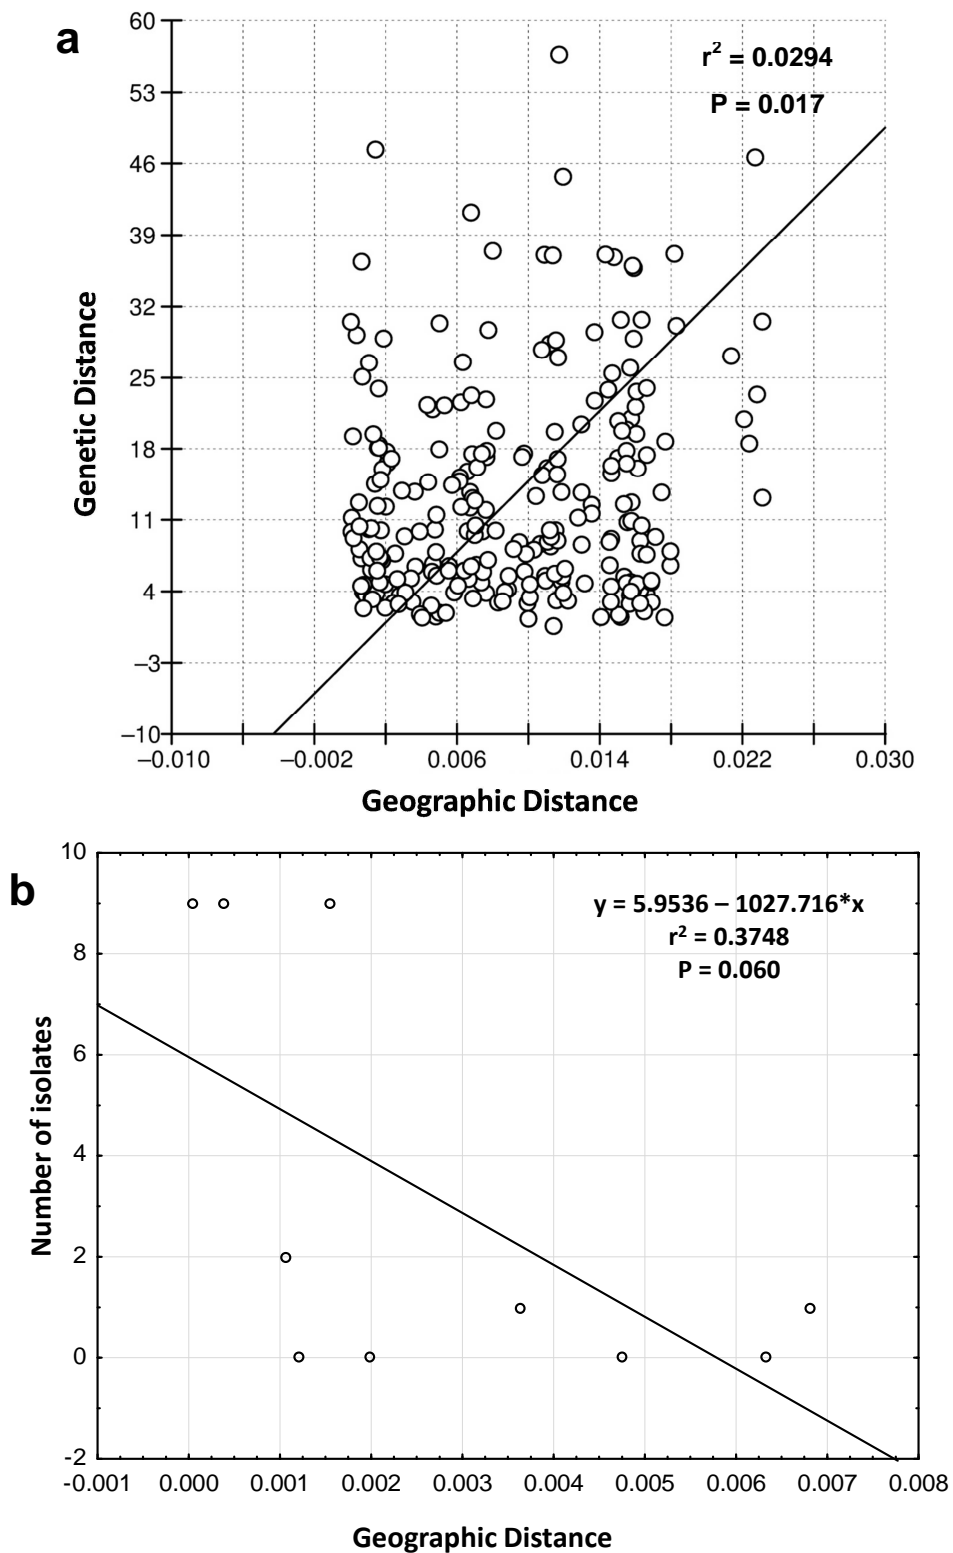 a
60
53
46
39
32
25
18
11
4
–3
–10
Genetic Distance
r² = 0.0294
P = 0.017
–0.010 –0.002 0.006 0.014 0.022 0.030
Geographic Distance
b
10
8
6
4
2
0
-2
Number of isolates
y = 5.9536 – 1027.716*x
r² = 0.3748
P = 0.060
-0.001 0.000 0.001 0.002 0.003 0.004 0.005 0.006 0.007 0.008
Geographic Distance